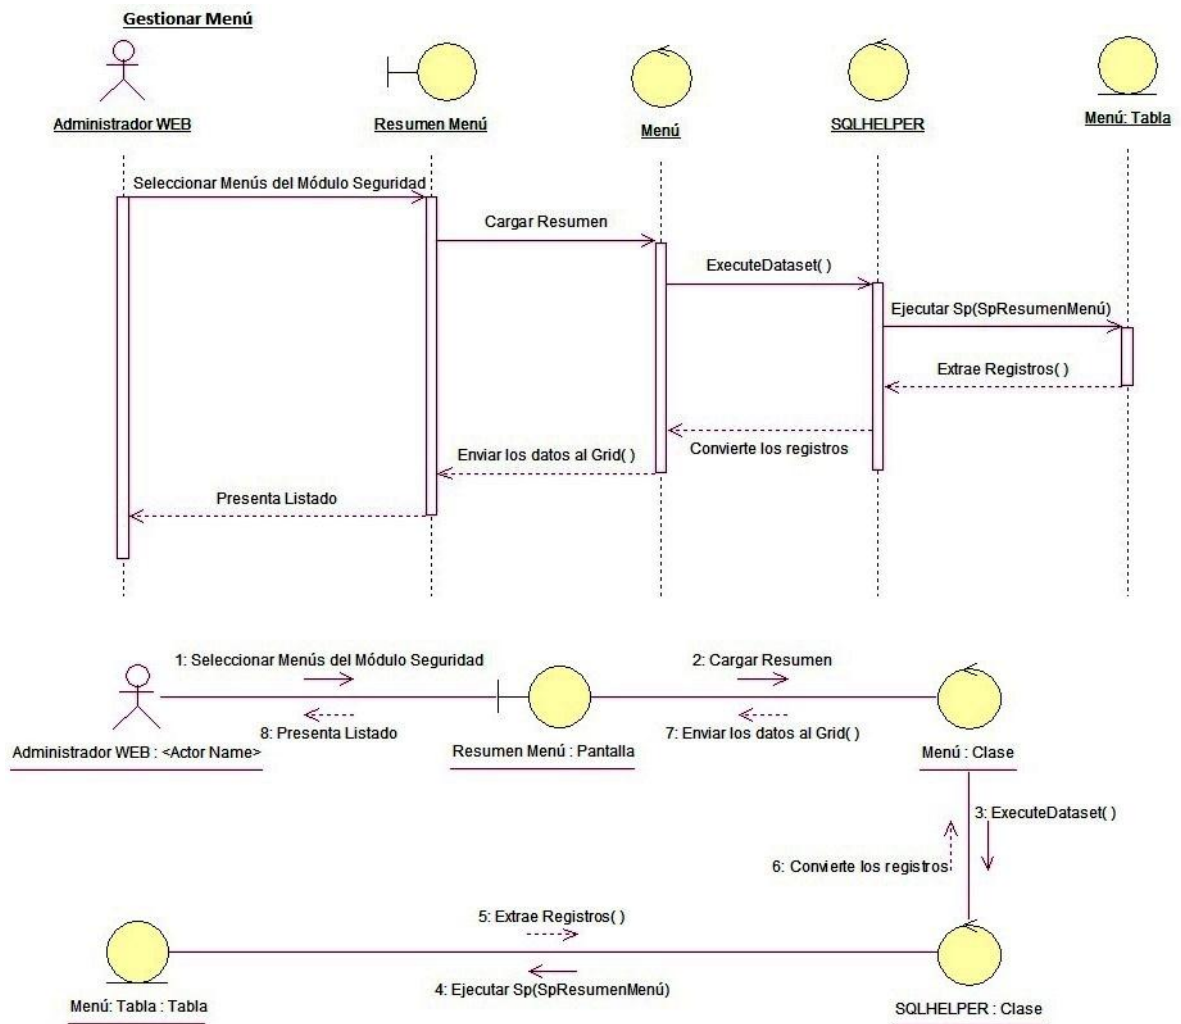 Gestionar Menú
Administrador WEB
Resumen Menú
Menú
SQLHELPER
Menú: Tabla
Seleccionar Menús del Módulo Seguridad
Cargar Resumen
ExecuteDataset( )
Ejecutar Sp(SpResumenMenú)
Extrae Registros( )
Convierte los registros
Enviar los datos al Grid( )
Presenta Listado
1: Seleccionar Menús del Módulo Seguridad
2: Cargar Resumen
8: Presenta Listado
7: Enviar los datos al Grid( )
Administrador WEB : <Actor Name>
Resumen Menú : Pantalla
Menú : Clase
3: ExecuteDataset( )
6: Convierte los registros
5: Extrae Registros( )
4: Ejecutar Sp(SpResumenMenú)
Menú: Tabla : Tabla
SQLHELPER : Clase